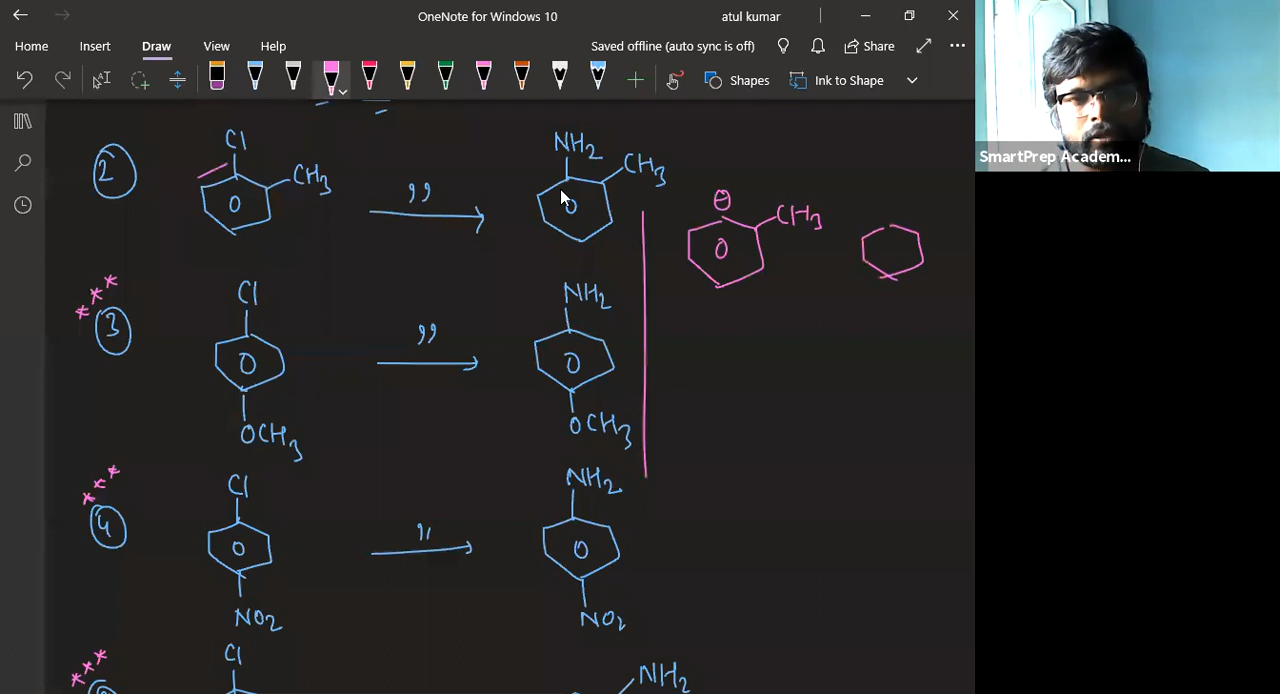 OneNote for Windows 10
atul kumar
Home Insert Draw View Help
Saved offline (auto sync is off)
Share
Shapes
Ink to Shape
SmartPrep Academ...
2
Cl
CH3
,,
NH2
CH3
θ
CH3
***
3
Cl
OCH3
,,
NH2
OCH3
***
4
Cl
NO2
,,
NH2
NO2
***
Cl
NH2